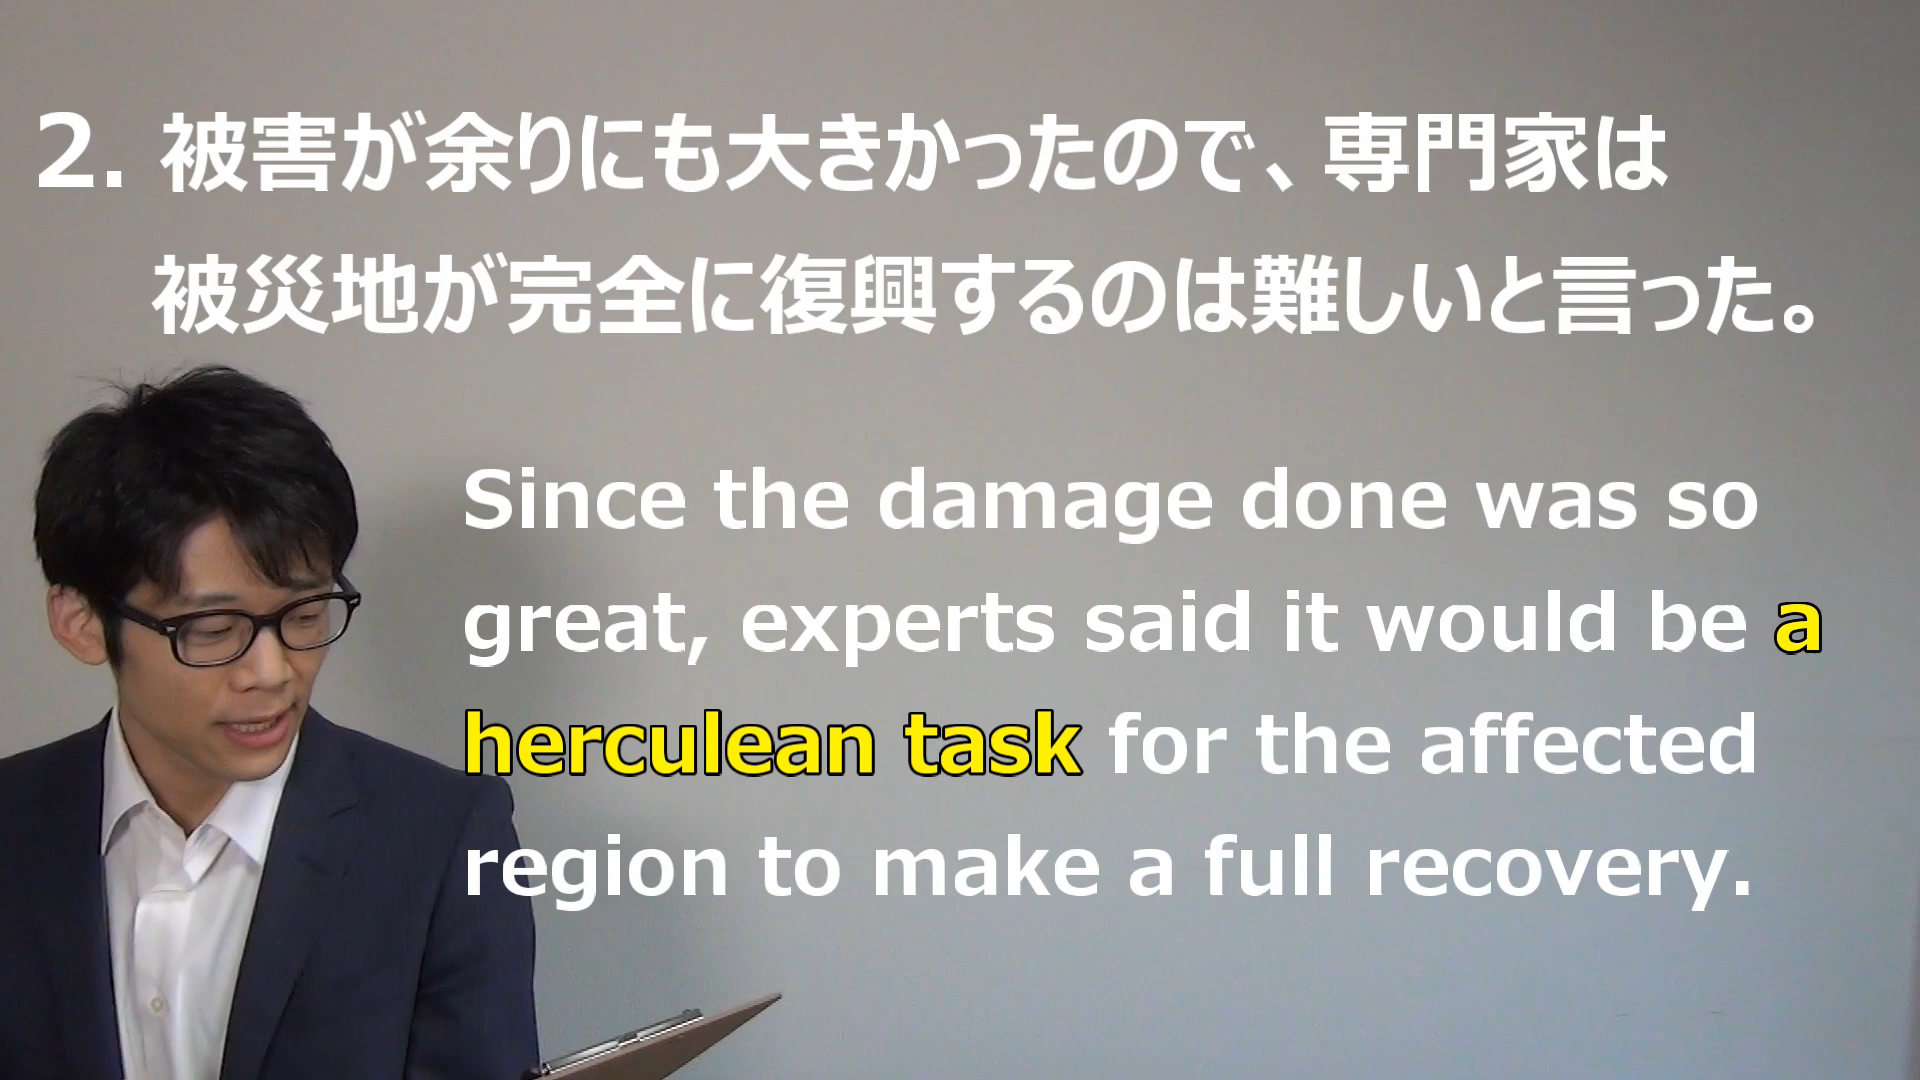 2. 被害が余りにも大きかったので、専門家は
被災地が完全に復興するのは難しいと言った。
Since the damage done was so
great, experts said it would be a
herculean task for the affected
region to make a full recovery.